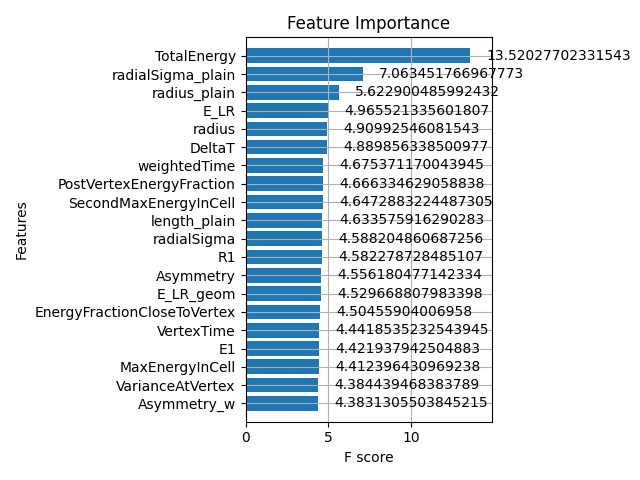 Feature Importance
TotalEnergy 13.52027702331543
radialSigma_plain 7.063451766967773
radius_plain 5.622900485992432
E_LR 4.965521335601807
radius 4.90992546081543
DeltaT 4.889856338500977
weightedTime 4.675371170043945
PostVertexEnergyFraction 4.666334629058838
SecondMaxEnergyInCell 4.6472883224487305
length_plain 4.633575916290283
radialSigma 4.588204860687256
R1 4.582278728485107
Asymmetry 4.556180477142334
E_LR_geom 4.529668807983398
EnergyFractionCloseToVertex 4.50455904006958
VertexTime 4.4418535232543945
E1 4.421937942504883
MaxEnergyInCell 4.412396430969238
VarianceAtVertex 4.384439468383789
Asymmetry_w 4.3831305503845215
Features
0 5 10
F score